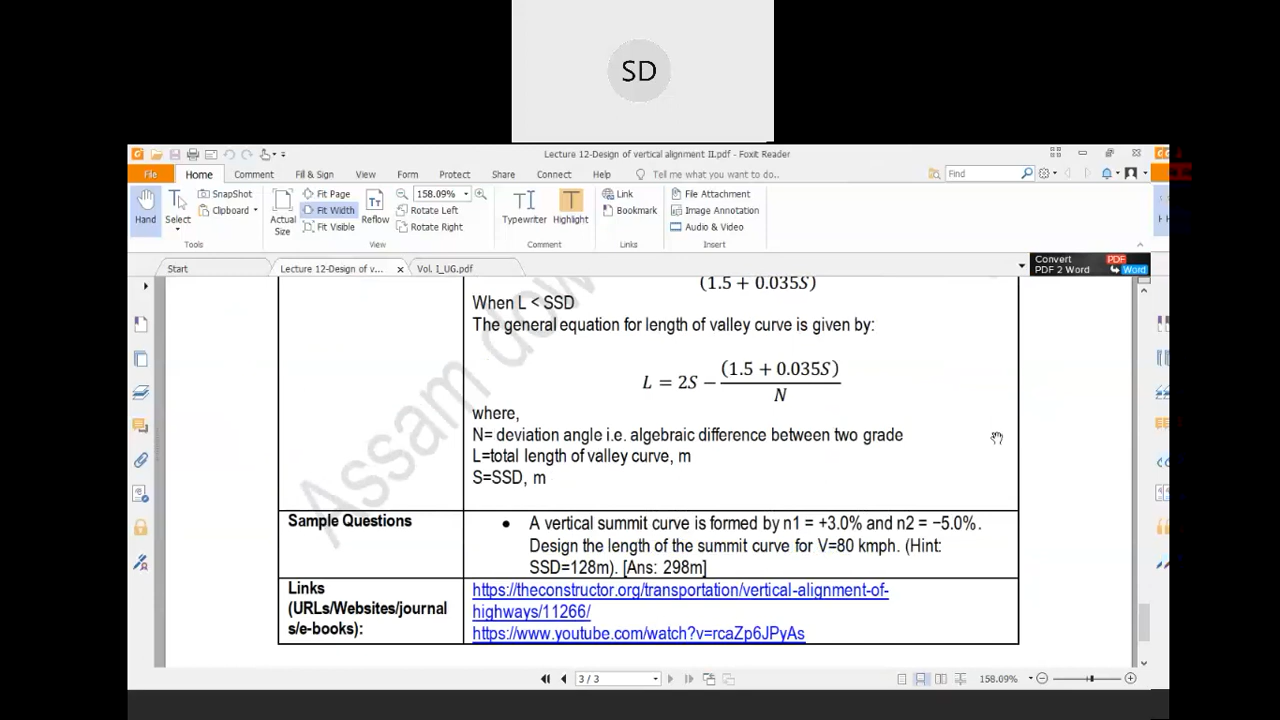 SD
Lecture 12-Design of vertical alignment II.pdf - Foxit Reader
File Home Comment Fill & Sign View Form Protect Share Connect Help Tell me what you want to do.. Find
Hand
Select
SnapShot
Clipboard
Tools
Actual Size
Fit Page
Fit Width
Fit Visible
Reflow
158.09%
Rotate Left
Rotate Right
View
Typewriter
Highlight
Comment
Link
Bookmark
Links
File Attachment
Image Annotation
Audio & Video
Insert
Start Lecture 12-Design of v... Vol. I_UG.pdf
Convert PDF
PDF 2 Word Word
(1.5 + 0.035S)
When L < SSD
The general equation for length of valley curve is given by:
L = 2S − (1.5 + 0.035S)
N
where,
N= deviation angle i.e. algebraic difference between two grade
L=total length of valley curve, m
S=SSD, m
Assam dow
Sample Questions
• A vertical summit curve is formed by n1 = +3.0% and n2 = −5.0%.
Design the length of the summit curve for V=80 kmph. (Hint:
SSD=128m). [Ans: 298m]
Links
(URLs/Websites/journal
s/e-books):
https://theconstructor.org/transportation/vertical-alignment-of-
highways/11266/
https://www.youtube.com/watch?v=rcaZp6JPyAs
3 / 3
158.09%